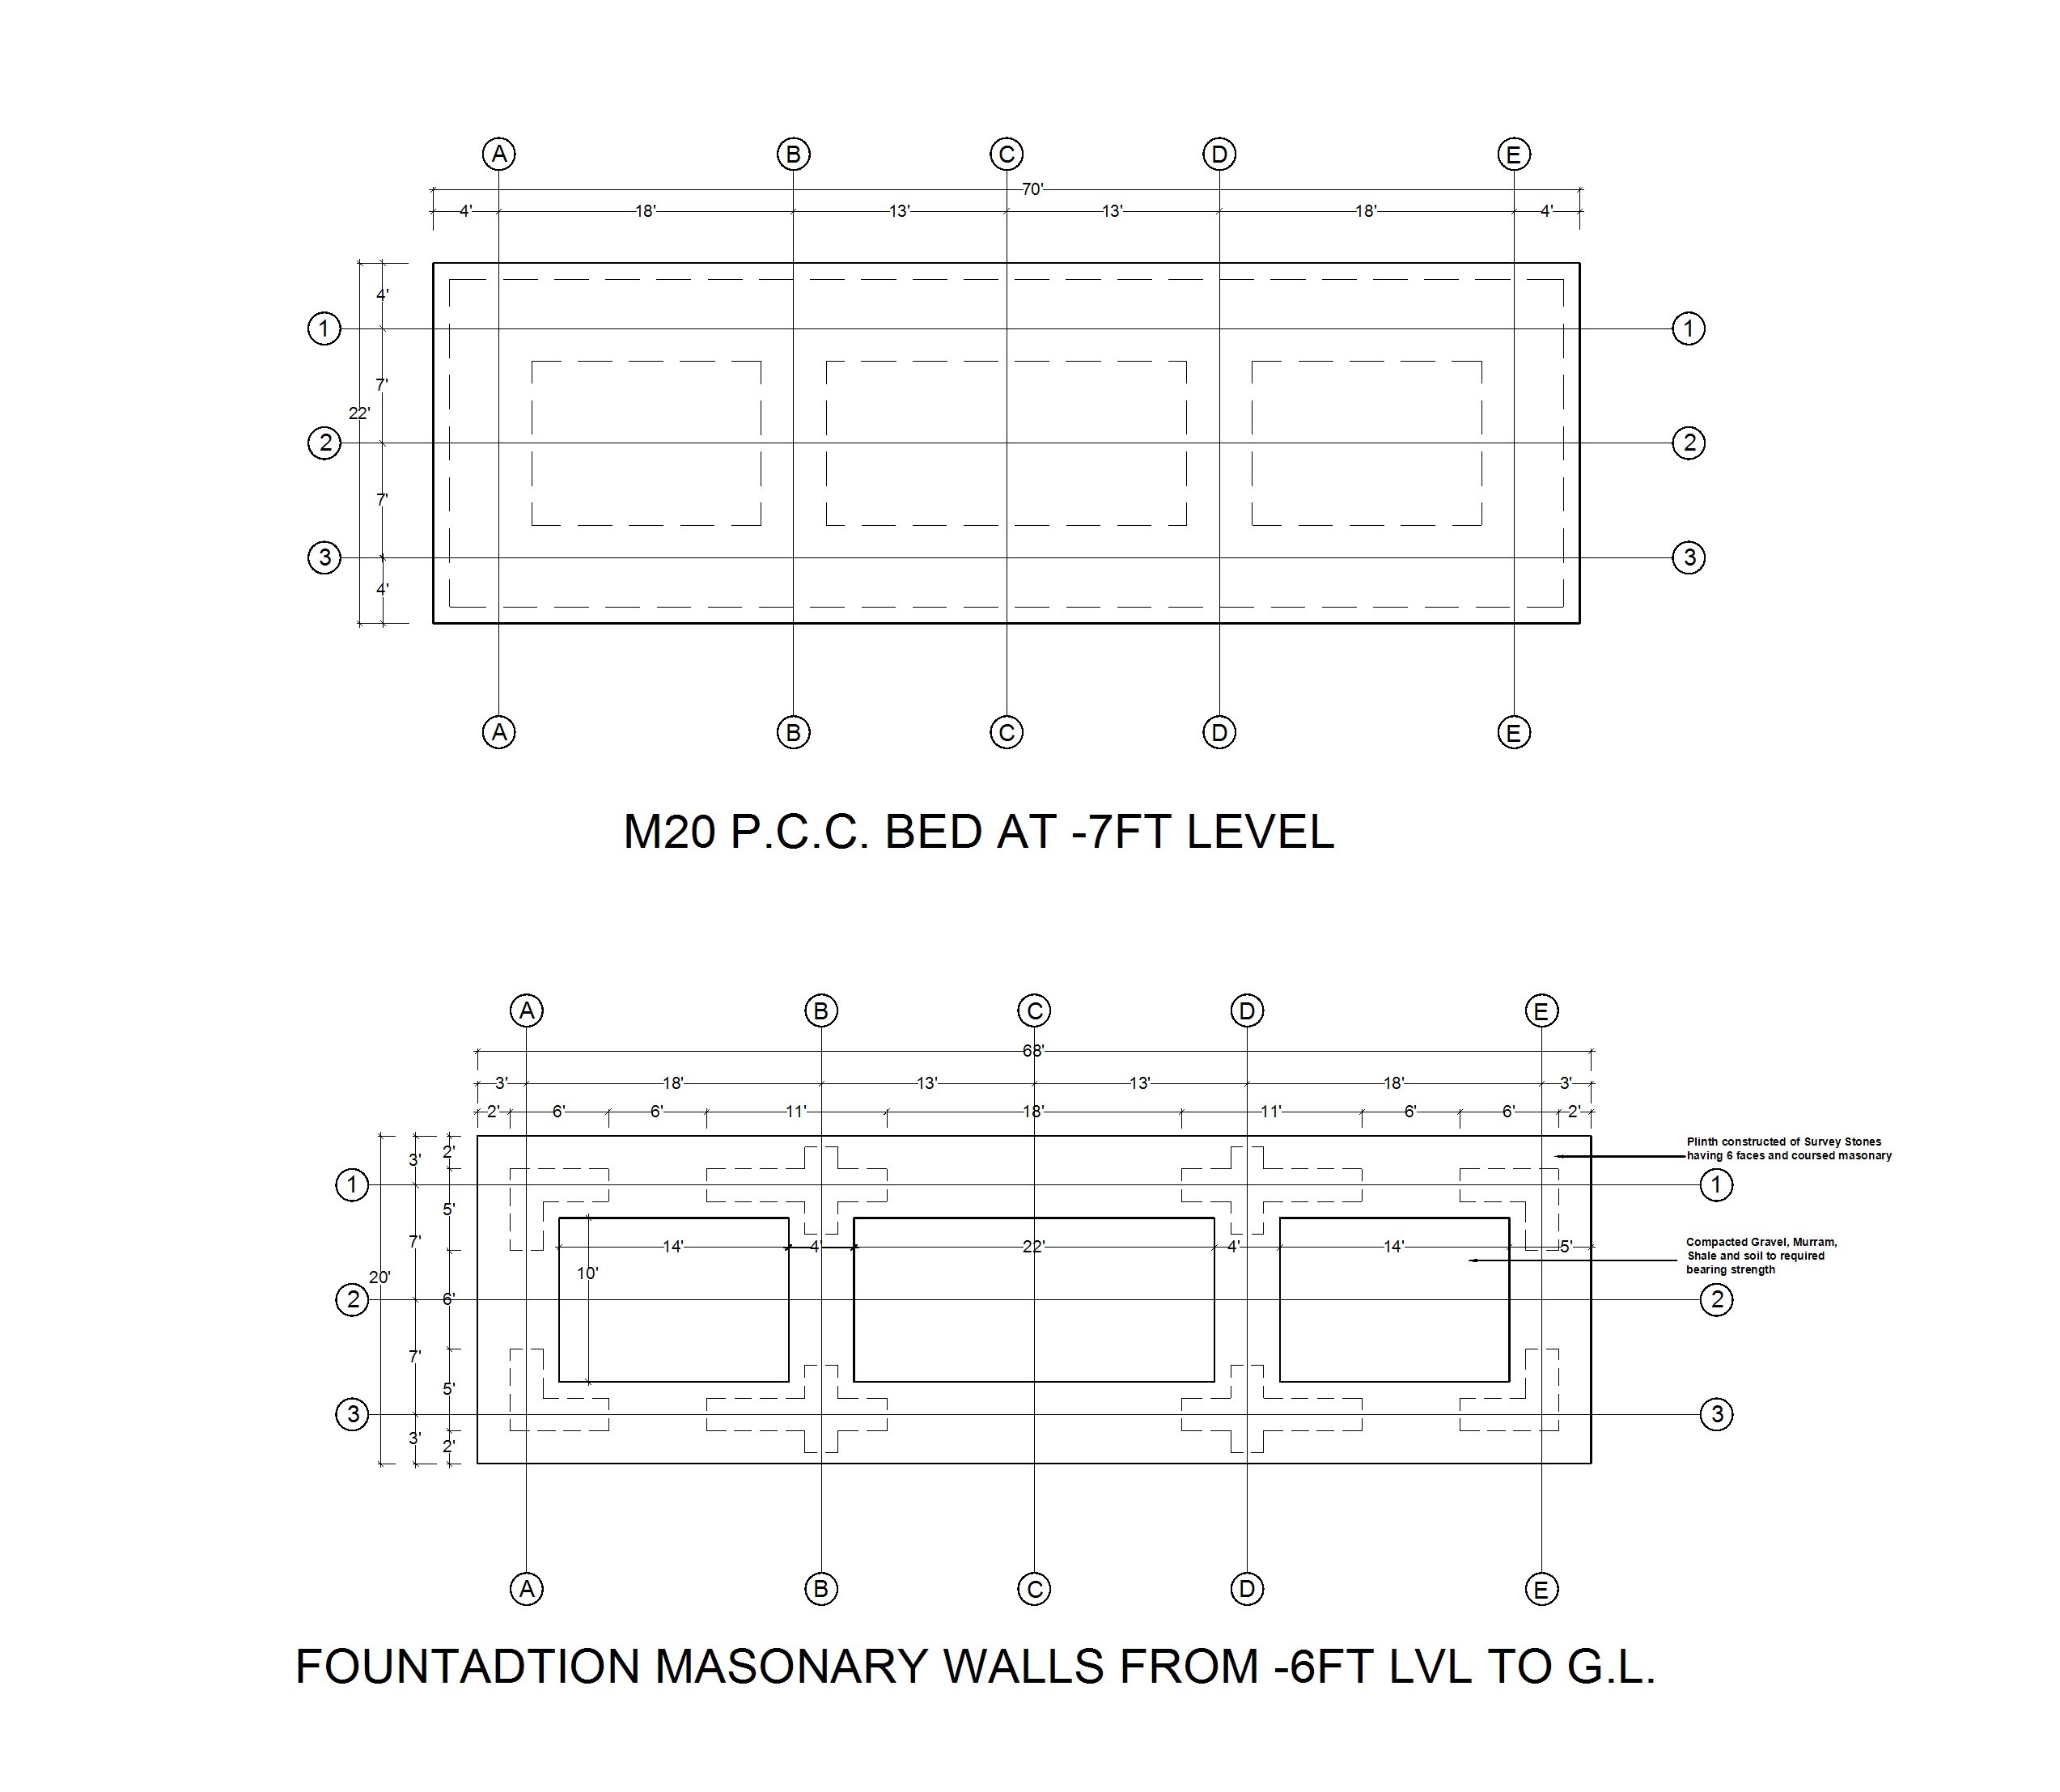 A B C D E
70'
4' 18' 13' 13' 18' 4'
4'
1 1
7'
22'
2 2
7'
3 3
4'
A B C D E
M20 P.C.C. BED AT -7FT LEVEL
A B C D E
68'
3' 18' 13' 13' 18' 3'
2' 6' 6' 11' 18' 11' 6' 6' 2'
Plinth constructed of Survey Stones
having 6 faces and coursed masonary
3' 2'
1 1
5'
7' 14' 4' 22' 4' 14' 5'
Compacted Gravel, Murram,
Shale and soil to required
bearing strength
20' 10'
2 6' 2
7'
5'
3 3
3' 2'
A B C D E
FOUNTADTION MASONARY WALLS FROM -6FT LVL TO G.L.